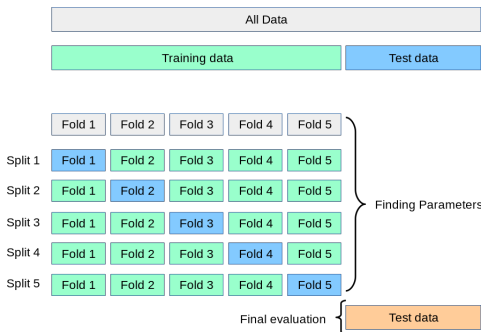 All Data
Training data Test data
Fold 1 Fold 2 Fold 3 Fold 4 Fold 5
Split 1 Fold 1 Fold 2 Fold 3 Fold 4 Fold 5
Split 2 Fold 1 Fold 2 Fold 3 Fold 4 Fold 5
Finding Parameters
Split 3 Fold 1 Fold 2 Fold 3 Fold 4 Fold 5
Split 4 Fold 1 Fold 2 Fold 3 Fold 4 Fold 5
Split 5 Fold 1 Fold 2 Fold 3 Fold 4 Fold 5
Final evaluation Test data